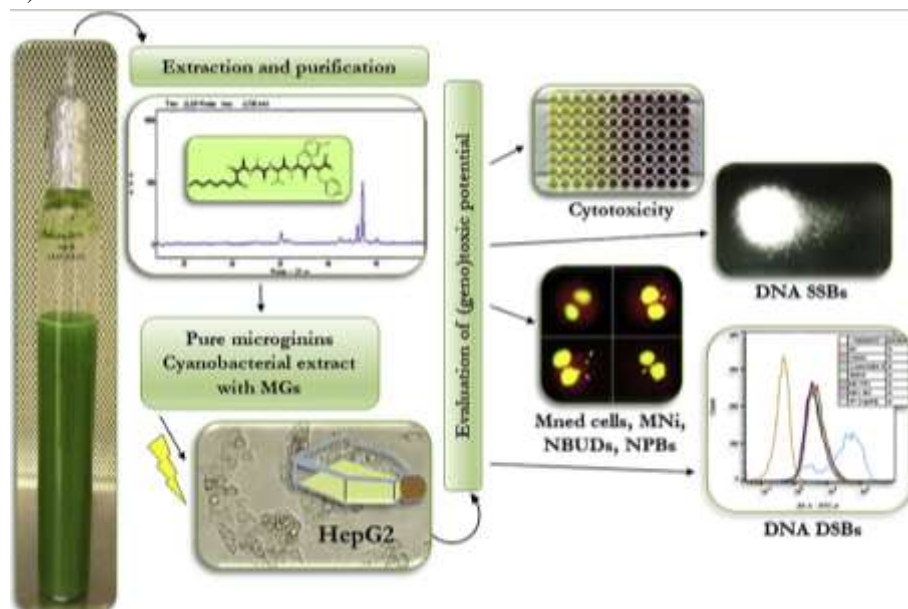 Extraction and purification
Pure microginins
Cyanobacterial extract
with MGs
HepG2
Evaluation of (geno)toxic potential
Cytotoxicity
DNA SSBs
Mned cells, MNi,
NBUDs, NPBs
DNA DSBs